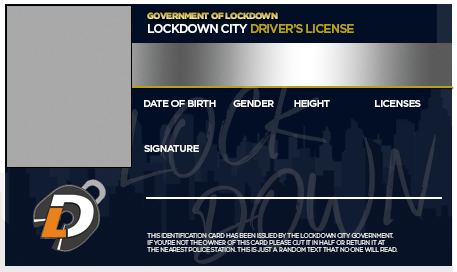 GOVERNMENT OF LOCKDOWN
LOCKDOWN CITY DRIVER'S LICENSE
DATE OF BIRTH GENDER HEIGHT LICENSES
SIGNATURE
LOCK
DOWN
LD
THIS IDENTIFICATION CARD HAS BEEN ISSUED BY THE LOCKDOWN CITY GOVERNMENT.
IF YOU'RE NOT THE OWNER OF THIS CARD PLEASE CUT IT IN HALF OR RETURN IT AT
THE NEAREST POLICE STATION. THIS IS JUST A RANDOM TEXT THAT NO ONE WILL READ.